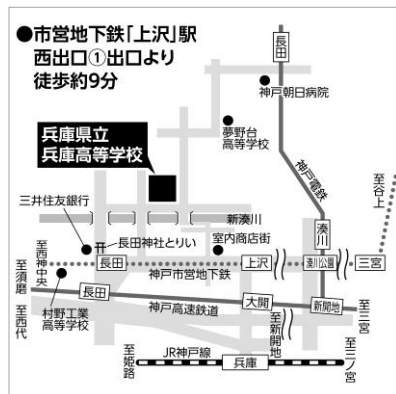 ●市営地下鉄「上沢」駅
西出口①出口より
徒歩約9分
長田
神戸朝日病院
夢野台
高等学校
兵庫県立
兵庫高等学校
神戸電鉄
至谷上
三井住友銀行
新湊川
湊川
長田神社とりい
室内商店街
至西神中央
長田
上沢
湊川公園
三宮
神戸市営地下鉄
至須磨
至西代
長田
村野工業
高等学校
神戸高速鉄道
大開
新開地
至三宮
至新開地
JR神戸線
至姫路
兵庫
至三ノ宮